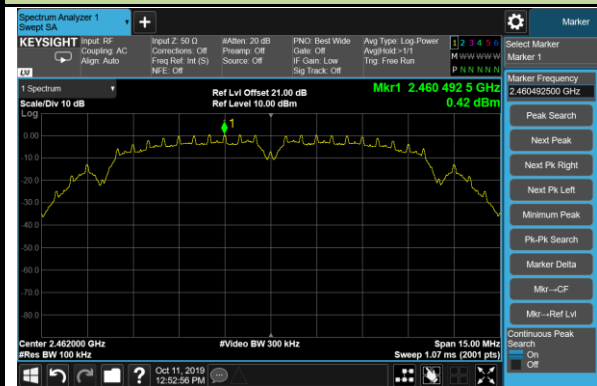 Spectrum Analyzer 1
Swept SA
Marker
KEYSIGHT
Input: RF
Coupling: AC
Align: Auto
Input Z: 50 Ω
Corrections: Off
Freq Ref: Int (S)
NFE: Off
#Atten: 20 dB
Preamp: Off
Source: Off
PNO: Best Wide
Gate: Off
IF Gain: Low
Sig Track: Off
Avg Type: Log-Power
Avg|Hold:>1/1
Trig: Free Run
1 2 3 4 5 6
M W W W W W
P N N N N N
Select Marker
Marker 1
LXI
1 Spectrum
Scale/Div 10 dB
Log
Ref Lvl Offset 21.00 dB
Ref Level 10.00 dBm
Mkr1 2.460 492 5 GHz
0.42 dBm
Marker Frequency
2.460492500 GHz
1
0.00
-10.0
-20.0
-30.0
-40.0
-50.0
-60.0
-70.0
-80.0
Peak Search
Next Peak
Next Pk Right
Next Pk Left
Minimum Peak
Pk-Pk Search
Marker Delta
Mkr→CF
Mkr→Ref Lvl
Continuous Peak
Search
On
Off
Center 2.462000 GHz
#Res BW 100 kHz
#Video BW 300 kHz
Span 15.00 MHz
Sweep 1.07 ms (2001 pts)
Oct 11, 2019
12:52:56 PM